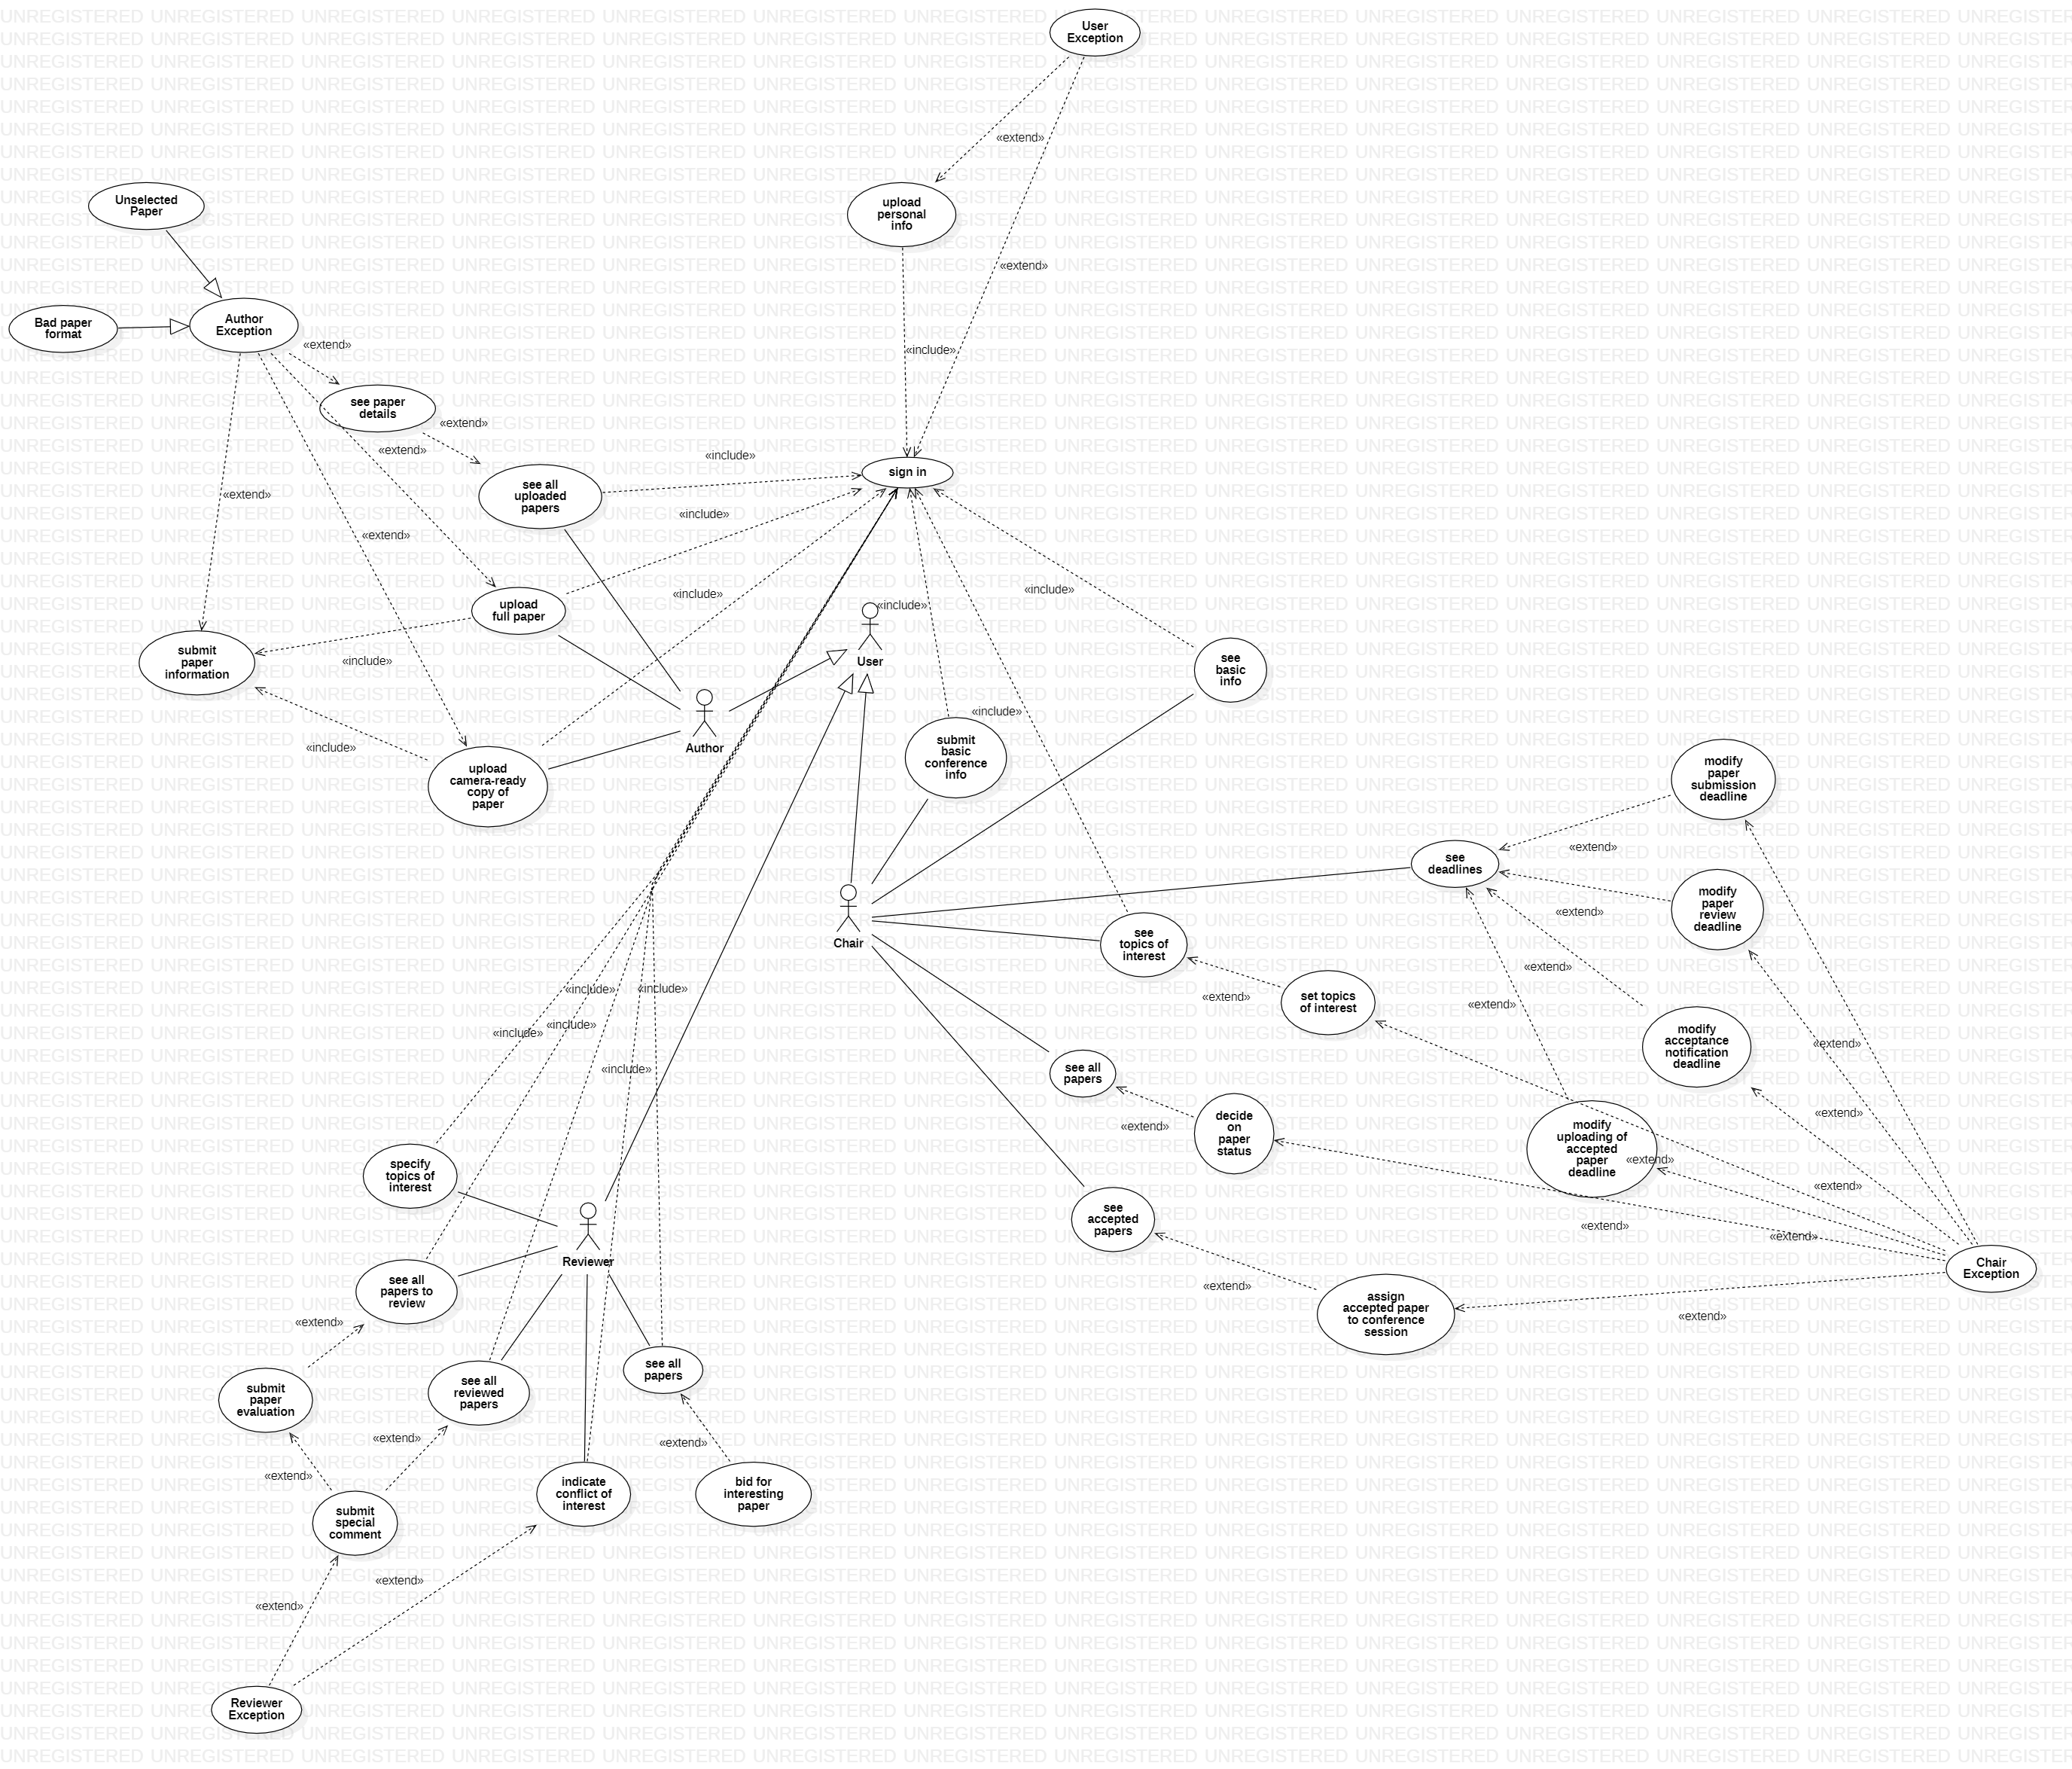 User
Exception
«extend»
Unselected
Paper
upload
personal
info
«extend»
Bad paper
format
Author
Exception
«extend»
«include»
see paper
details
«extend»
«extend»
«include»
sign in
see all
uploaded
papers
«extend»
«include»
«extend»
«include»
«include»
«include»
upload
full paper
submit
paper
information
«include»
User
see
basic
info
«include»
Author
«include»
submit
basic
conference
info
upload
camera-ready
copy of
paper
modify
paper
submission
deadline
«extend»
see
deadlines
modify
paper
review
deadline
«extend»
Chair
see
topics of
interest
«extend»
«include»
«include»
set topics
of interest
«extend»
«extend»
«include»
«include»
modify
acceptance
notification
deadline
«extend»
«include»
see all
papers
«extend»
decide
on
paper
status
«extend»
modify
uploading of
accepted
paper
deadline
«extend»
specify
topics of
interest
«extend»
see
accepted
papers
«extend»
«extend»
Reviewer
Chair
Exception
see all
papers to
review
«extend»
assign
accepted paper
to conference
session
«extend»
«extend»
see all
papers
submit
paper
evaluation
see all
reviewed
papers
«extend»
«extend»
«extend»
indicate
conflict of
interest
bid for
interesting
paper
submit
special
comment
«extend»
«extend»
Reviewer
Exception